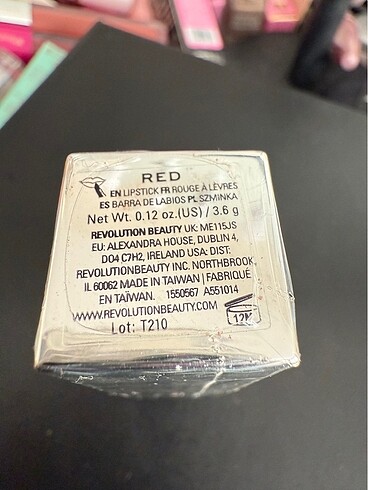 RED
EN LIPSTICK FR ROUGE À LÈVRES
ES BARRA DE LABIOS PL SZMINKA
Net Wt. 0.12 oz.(US) / 3.6 g
REVOLUTION BEAUTY UK: ME115JS
EU: ALEXANDRA HOUSE, DUBLIN 4,
D04 C7H2, IRELAND USA: DIST:
REVOLUTIONBEAUTY INC. NORTHBROOK,
IL 60062 MADE IN TAIWAN | FABRIQUÉ
EN TAÏWAN. 1550567 A551014
WWW.REVOLUTIONBEAUTY.COM
Lot: T210
12M